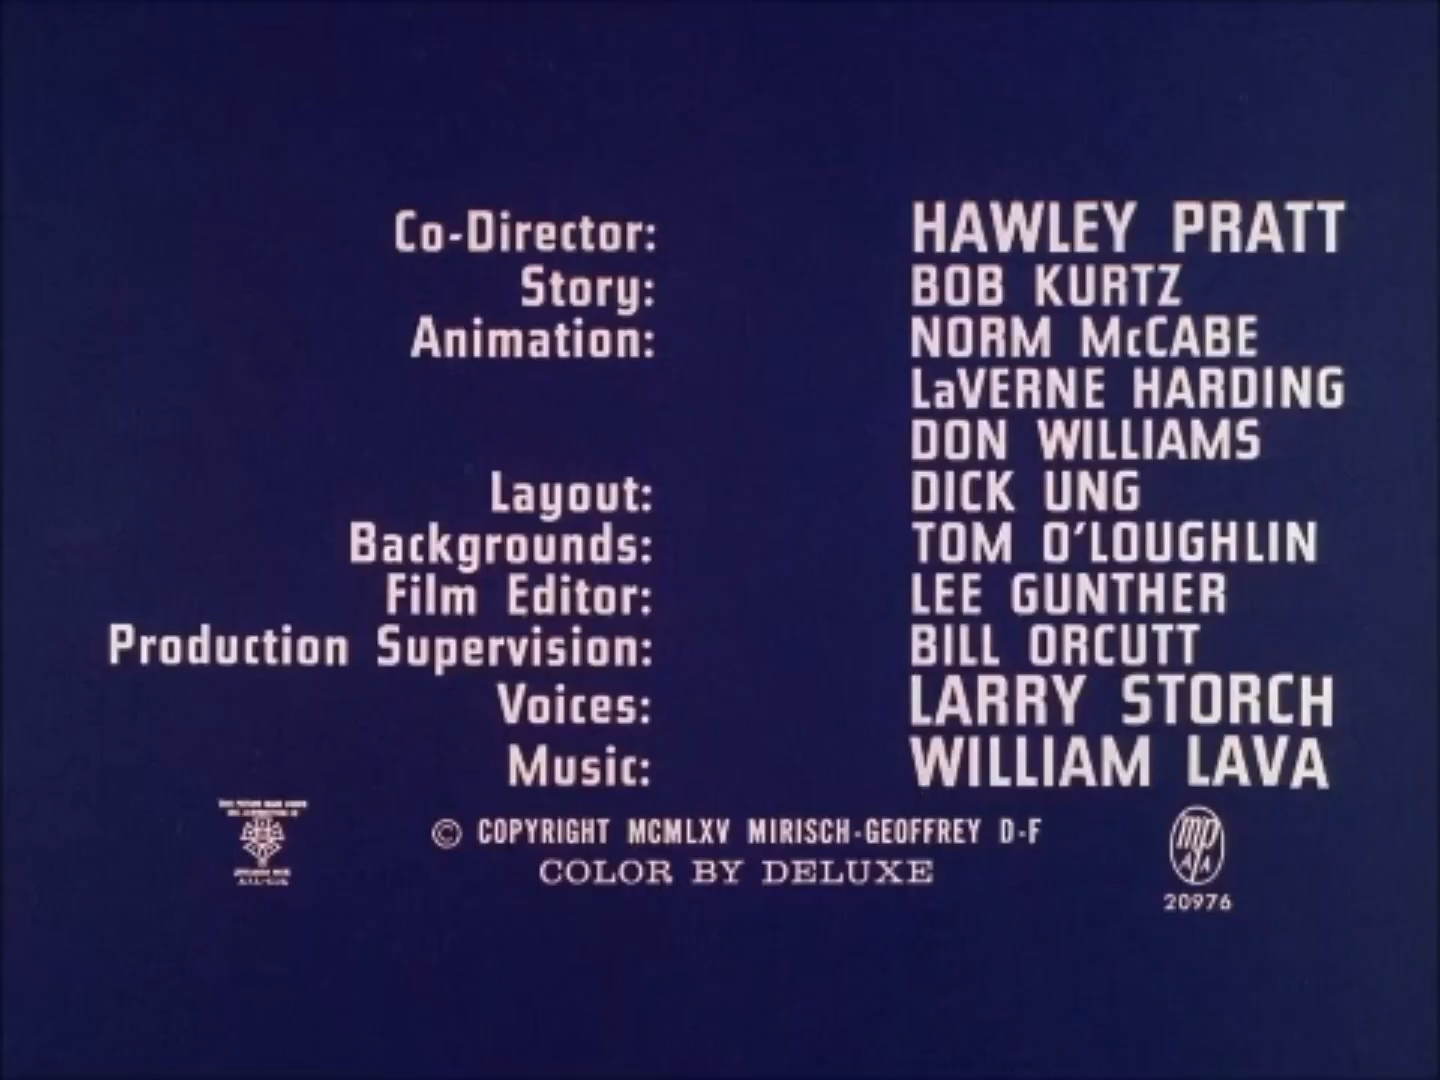 Co-Director: HAWLEY PRATT
Story: BOB KURTZ
Animation: NORM McCABE
LaVERNE HARDING
DON WILLIAMS
Layout: DICK UNG
Backgrounds: TOM O'LOUGHLIN
Film Editor: LEE GUNTHER
Production Supervision: BILL ORCUTT
Voices: LARRY STORCH
Music: WILLIAM LAVA
© COPYRIGHT MCMLXV MIRISCH-GEOFFREY D-F
COLOR BY DELUXE
MPAA
20976